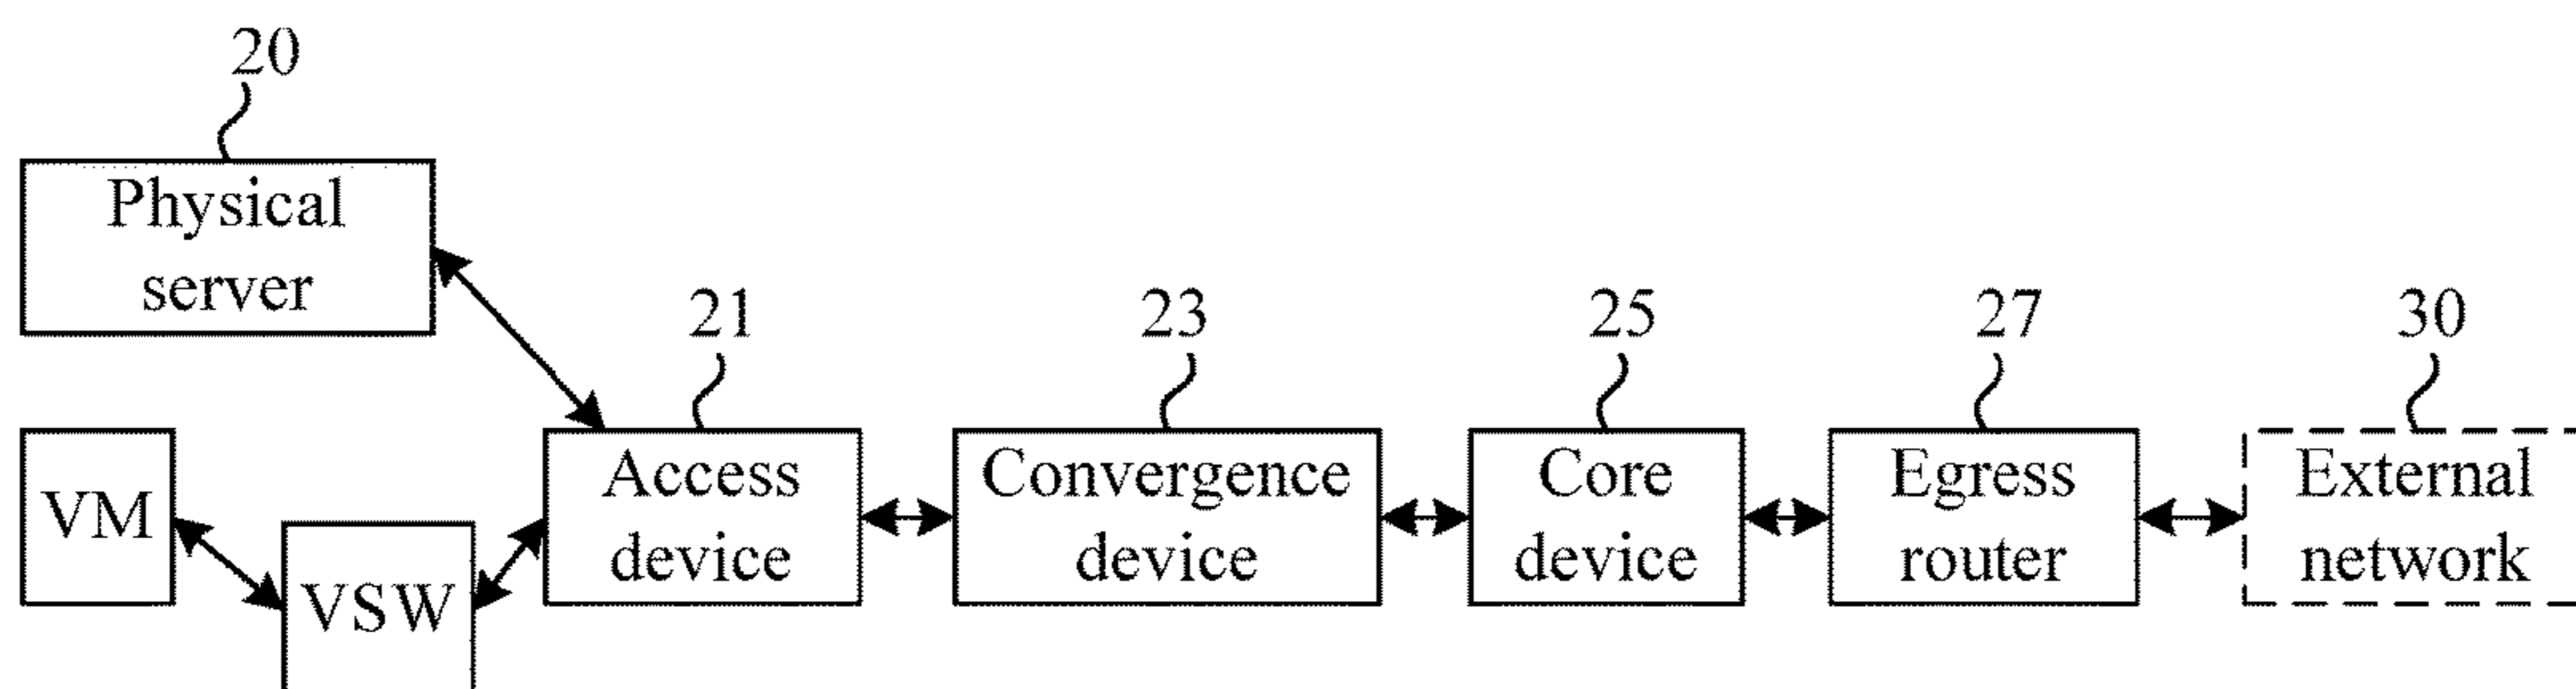 20
Physical
server
21
23
25
27
30
VM
VSW
Access
device
Convergence
device
Core
device
Egress
router
External
network